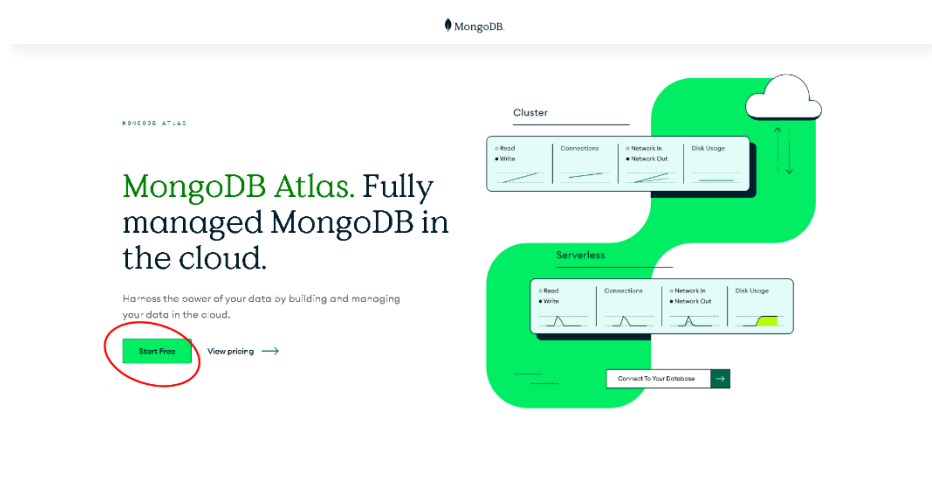 MongoDB.
MONGODB ATLAS
MongoDB Atlas. Fully
managed MongoDB in
the cloud.
Harness the power of your data by building and managing
your data in the cloud.
Start Free
View pricing
Cluster
Read
Write
Connections
Network In
Network Out
Disk Usage
Serverless
Read
Write
Connections
Network In
Network Out
Disk Usage
Connect To Your Database